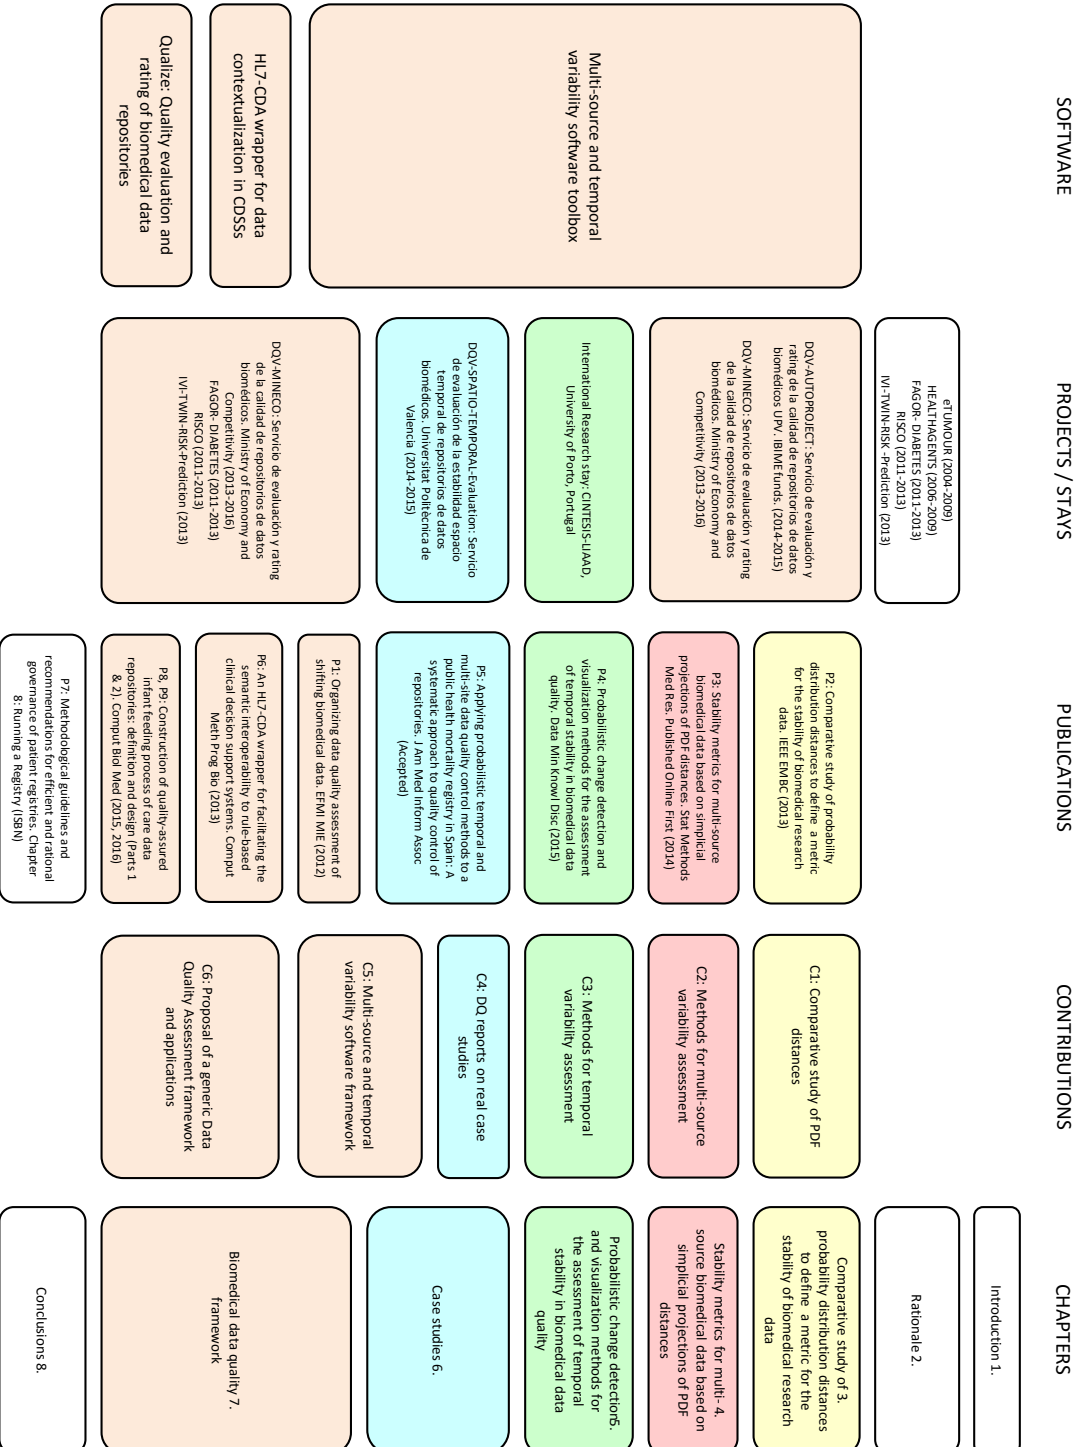 SOFTWARE
Multi-source and temporal
variability software toolbox
HL7-CDA wrapper for data
contextualization in CDSSs
Qualize: Quality evaluation and
rating of biomedical data
repositories
PROJECTS / STAYS
eTUMOUR (2004-2009)
HEALTHAGENTS (2006-2009)
FAGOR- DIABETES (2011-2013)
RISCO (2011-2013)
IVI-TWIN-RISK -Prediction (2013)
DQV-AUTOPROJECT: Servicio de evaluación y
rating de la calidad de repositorios de datos
biomédicos UPV. IBIME funds. (2014-2015)
DQV-MINECO: Servicio de evaluación y rating
de la calidad de repositorios de datos
biomédicos. Ministry of Economy and
Competitivity (2013-2016)
International Research stay: CINTESIS-LIAAD,
University of Porto, Portugal
DQV-SPATIO-TEMPORAL-Evaluation: Servicio
de evaluación de la estabilidad espacio
temporal de repositorios de datos
biomédicos. Universitat Politècnica de
Valencia (2014-2015)
DQV-MINECO: Servicio de evaluación y rating
de la calidad de repositorios de datos
biomédicos. Ministry of Economy and
Competitivity (2013-2016)
FAGOR- DIABETES (2011-2013)
RISCO (2011-2013)
IVI-TWIN-RISK-Prediction (2013)
PUBLICATIONS
P2: Comparative study of probability
distribution distances to define  a metric
for the stability of biomedical research
data. IEEE EMBC (2013)
P3: Stability metrics for multi-source
biomedical data based on simplicial
projections of PDF distances. Stat Methods
Med Res. Published Online First (2014)
P4: Probabilistic change detection and
visualization methods for the assessment
of temporal stability in biomedical data
quality. Data Min Knowl Disc (2015)
P5: Applying probabilistic temporal and
multi-site data quality control methods to a
public health mortality registry in Spain: A
systematic approach to quality control of
repositories. J Am Med Inform Assoc
(Accepted)
P1: Organizing data quality assessment of
shifting biomedical data. EFMI MIE (2012)
P6: An HL7-CDA wrapper for facilitating the
semantic interoperability to rule-based
clinical decision support systems. Comput
Meth Prog Bio (2013)
P8, P9: Construction of quality-assured
infant feeding process of care data
repositories: definition and design (Parts 1
& 2). Comput Biol Med (2015, 2016)
P7: Methodological guidelines and
recommendations for efficient and rational
governance of patient registries. Chapter
8: Running a Registry (ISBN)
CONTRIBUTIONS
C1: Comparative study of PDF
distances
C2: Methods for multi-source
variability assessment
C3: Methods for temporal
variability assessment
C4: DQ reports on real case
studies
C5: Multi-source and temporal
variability software framework
C6: Proposal of a generic Data
Quality Assessment framework
and applications
CHAPTERS
Introduction 1.
Rationale 2.
Comparative study of 3.
probability distribution distances
to define  a metric for the
stability of biomedical research
data
Stability metrics for multi- 4.
source biomedical data based on
simplicial projections of PDF
distances
Probabilistic change detection5.
and visualization methods for
the assessment of temporal
stability in biomedical data
quality
Case studies 6.
Biomedical data quality 7.
framework
Conclusions 8.